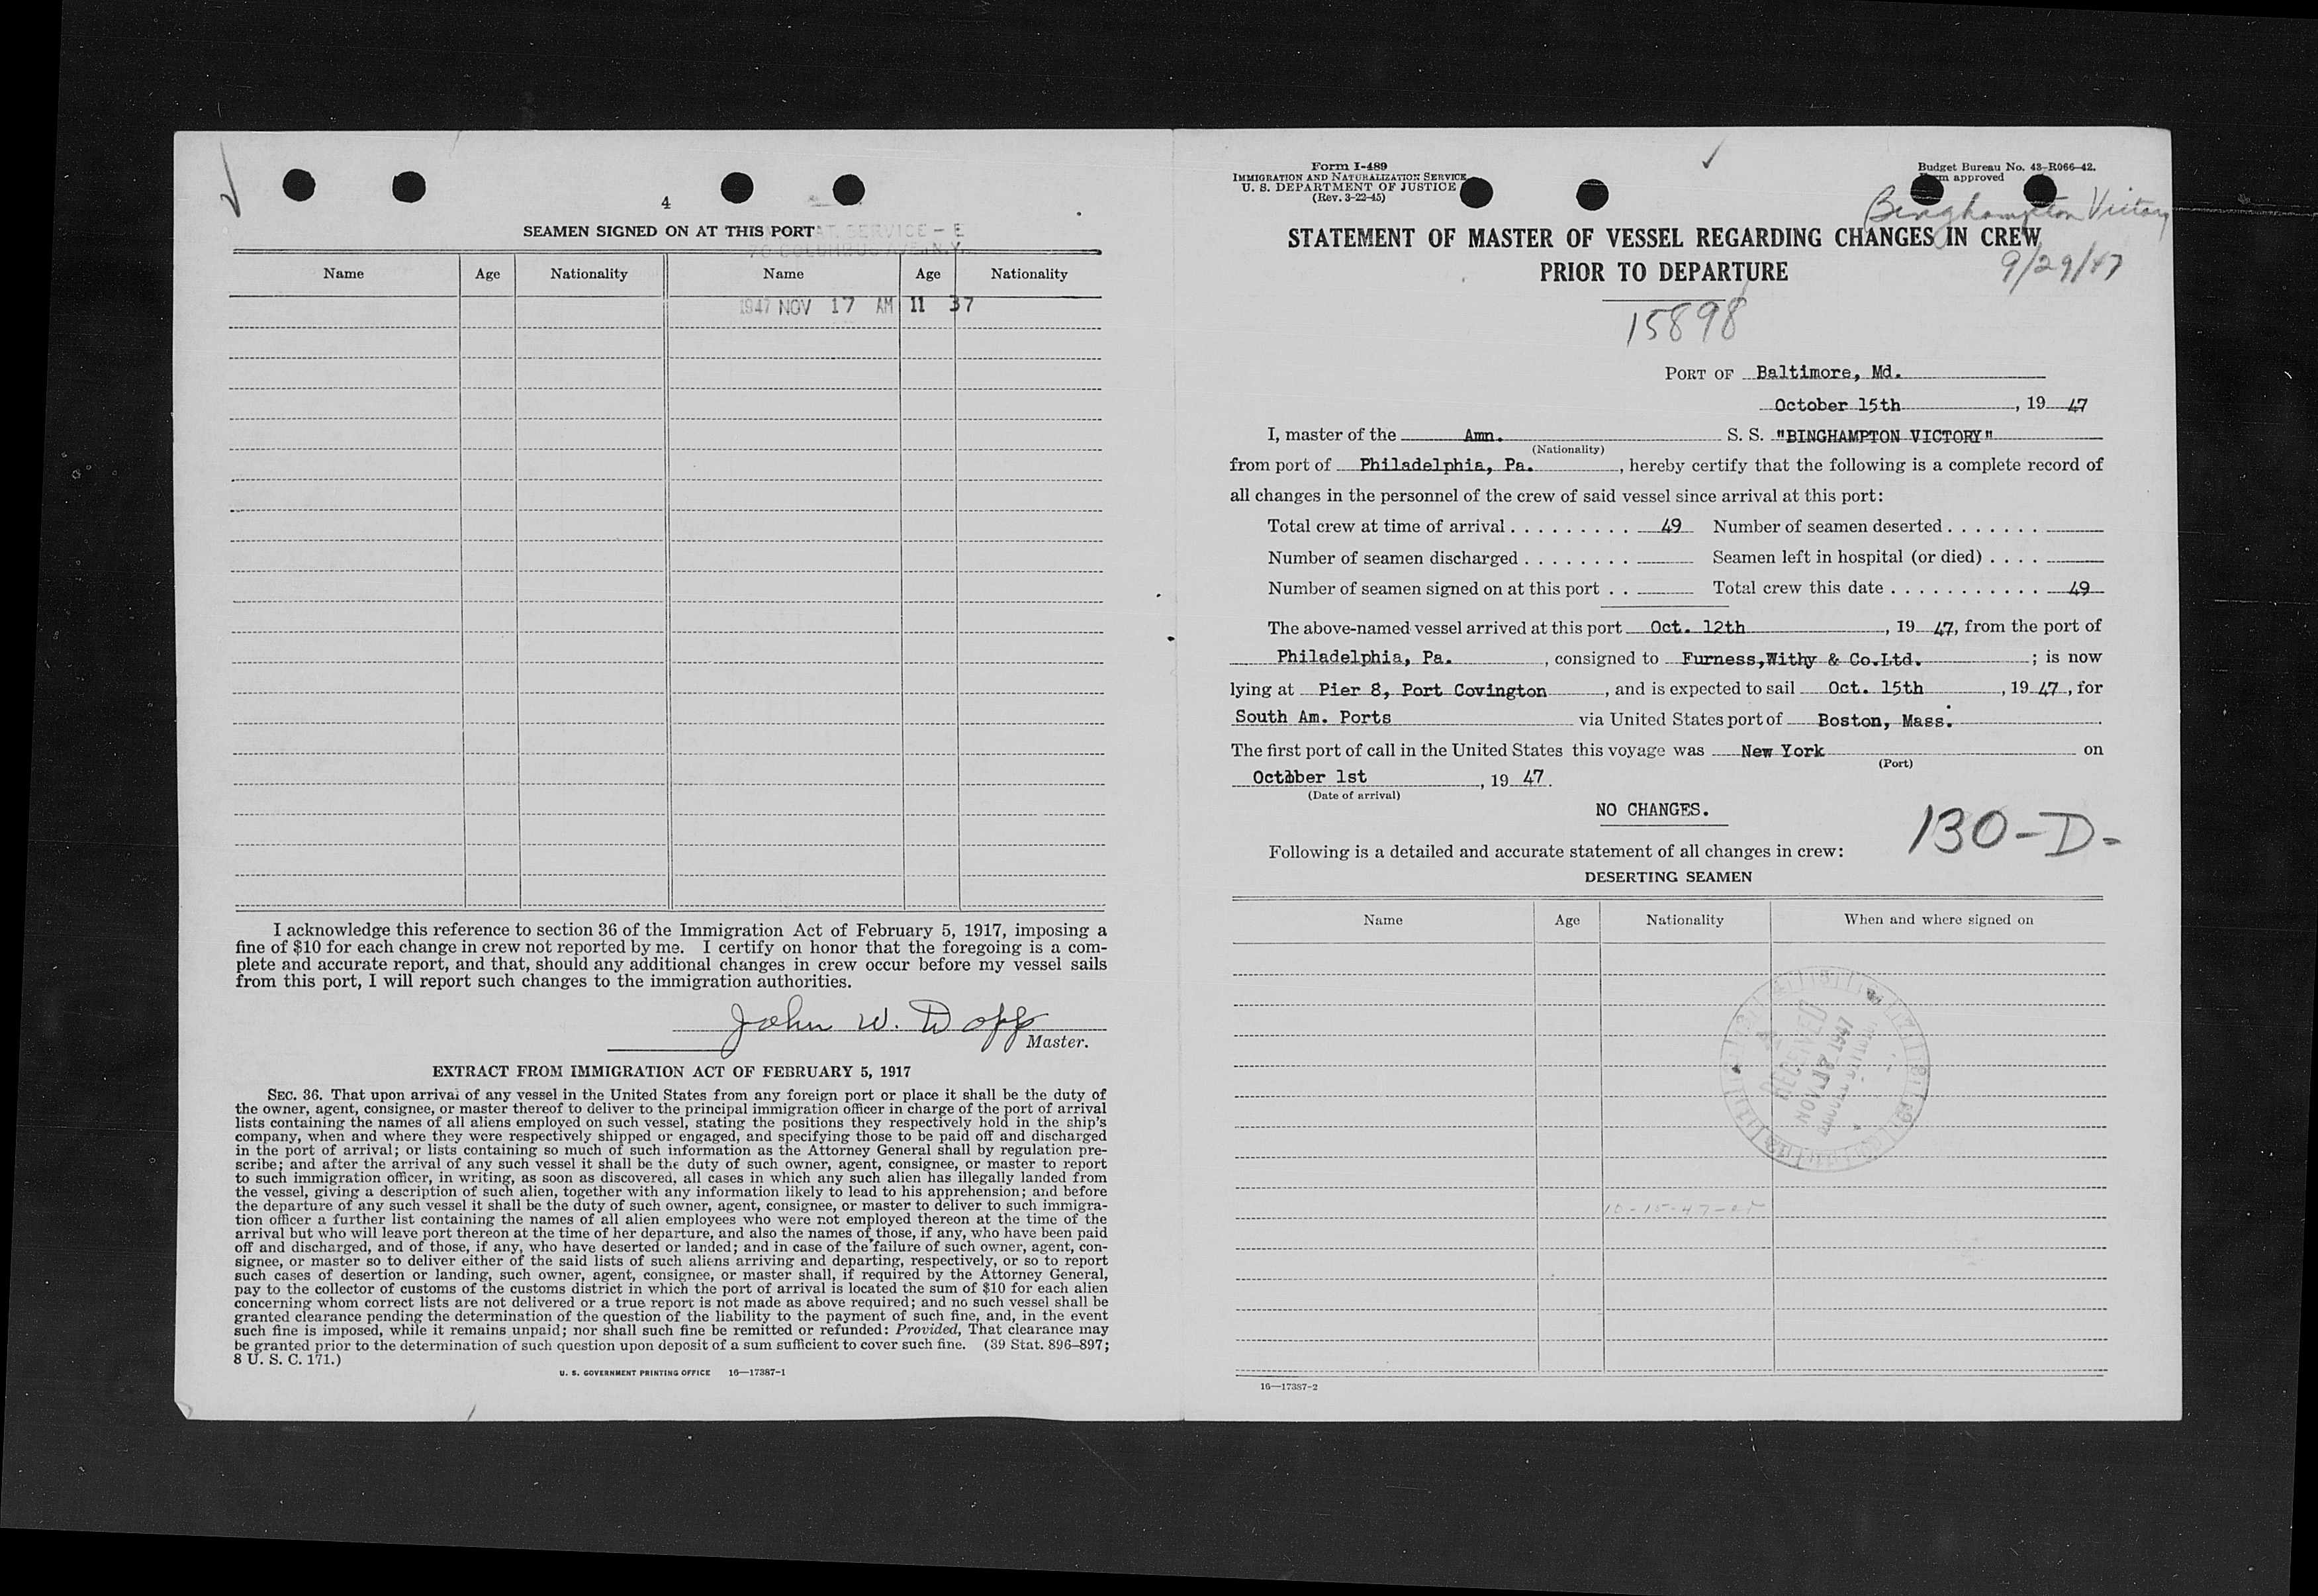 4
SEAMEN SIGNED ON AT THIS PORT
SERVICE - E
70 COLUMBUS AVE. N.Y.
Name Age Nationality Name Age Nationality
1947 NOV 17 AM 11 37
I acknowledge this reference to section 36 of the Immigration Act of February 5, 1917, imposing a
fine of $10 for each change in crew not reported by me. I certify on honor that the foregoing is a com-
plete and accurate report, and that, should any additional changes in crew occur before my vessel sails
from this port, I will report such changes to the immigration authorities.
John W. Dopp
Master.
EXTRACT FROM IMMIGRATION ACT OF FEBRUARY 5, 1917
SEC. 36. That upon arrival of any vessel in the United States from any foreign port or place it shall be the duty of
the owner, agent, consignee, or master thereof to deliver to the principal immigration officer in charge of the port of arrival
lists containing the names of all aliens employed on such vessel, stating the positions they respectively hold in the ship's
company, when and where they were respectively shipped or engaged, and specifying those to be paid off and discharged
in the port of arrival; or lists containing so much of such information as the Attorney General shall by regulation pre-
scribe; and after the arrival of any such vessel it shall be the duty of such owner, agent, consignee, or master to report
to such immigration officer, in writing, as soon as discovered, all cases in which any such alien has illegally landed from
the vessel, giving a description of such alien, together with any information likely to lead to his apprehension; and before
the departure of any such vessel it shall be the duty of such owner, agent, consignee, or master to deliver to such immigra-
tion officer a further list containing the names of all alien employees who were not employed thereon at the time of the
arrival but who will leave port thereon at the time of her departure, and also the names of those, if any, who have been paid
off and discharged, and of those, if any, who have deserted or landed; and in case of the failure of such owner, agent, con-
signee, or master so to deliver either of the said lists of such aliens arriving and departing, respectively, or so to report
such cases of desertion or landing, such owner, agent, consignee, or master shall, if required by the Attorney General,
pay to the collector of customs of the customs district in which the port of arrival is located the sum of $10 for each alien
concerning whom correct lists are not delivered or a true report is not made as above required; and no such vessel shall be
granted clearance pending the determination of the question of the liability to the payment of such fine, and, in the event
such fine is imposed, while it remains unpaid; nor shall such fine be remitted or refunded: Provided, That clearance may
be granted prior to the determination of such question upon deposit of a sum sufficient to cover such fine. (39 Stat. 896–897;
8 U. S. C. 171.)
U. S. GOVERNMENT PRINTING OFFICE 16—17387-1
Form I-489
IMMIGRATION AND NATURALIZATION SERVICE
U. S. DEPARTMENT OF JUSTICE
(Rev. 3-22-45)
Budget Bureau No. 43–R066–42.
approved
Binghampton Victory
9/29/47
STATEMENT OF MASTER OF VESSEL REGARDING CHANGES IN CREW
PRIOR TO DEPARTURE
15898
PORT OF Baltimore, Md.
October 15th, 19 47
I, master of the Amn. S. S. "BINGHAMPTON VICTORY"
(Nationality)
from port of Philadelphia, Pa., hereby certify that the following is a complete record of
all changes in the personnel of the crew of said vessel since arrival at this port:
Total crew at time of arrival . . . . . . . . . 49 Number of seamen deserted . . . . . . .
Number of seamen discharged . . . . . . . . Seamen left in hospital (or died) . . . .
Number of seamen signed on at this port . . Total crew this date . . . . . . . . . . . 49
The above-named vessel arrived at this port Oct. 12th, 19 47, from the port of
Philadelphia, Pa., consigned to Furness,Withy & Co.Ltd.; is now
lying at Pier 8, Port Covington, and is expected to sail Oct. 15th, 19 47, for
South Am. Ports via United States port of Boston, Mass.
The first port of call in the United States this voyage was New York on
(Port)
October 1st, 19 47.
(Date of arrival)
NO CHANGES.
130-D-
Following is a detailed and accurate statement of all changes in crew:
DESERTING SEAMEN
Name Age Nationality When and where signed on
RECEIVED
16—17387-2